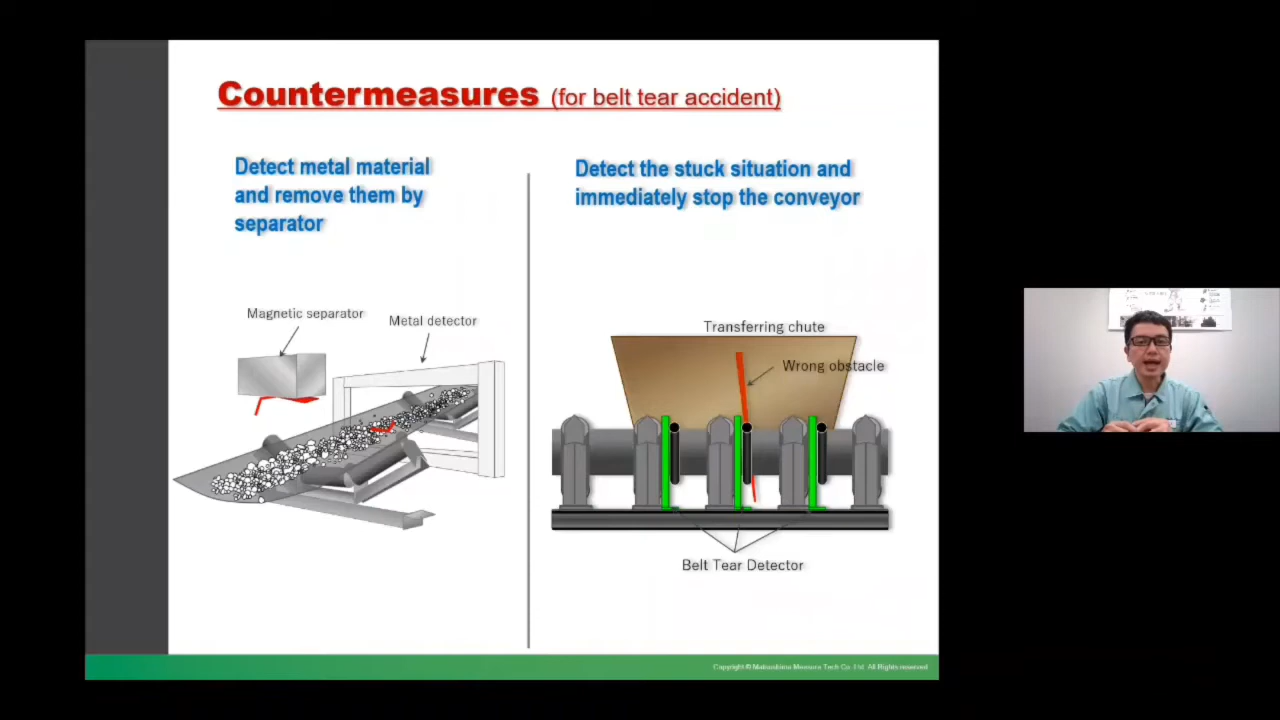 Countermeasures (for belt tear accident)
Detect metal material
and remove them by
separator
Detect the stuck situation and
immediately stop the conveyor
Magnetic separator
Metal detector
Transferring chute
Wrong obstacle
Belt Tear Detector
Copyright © Matsushima Measure Tech Co. Ltd. All Rights reserved